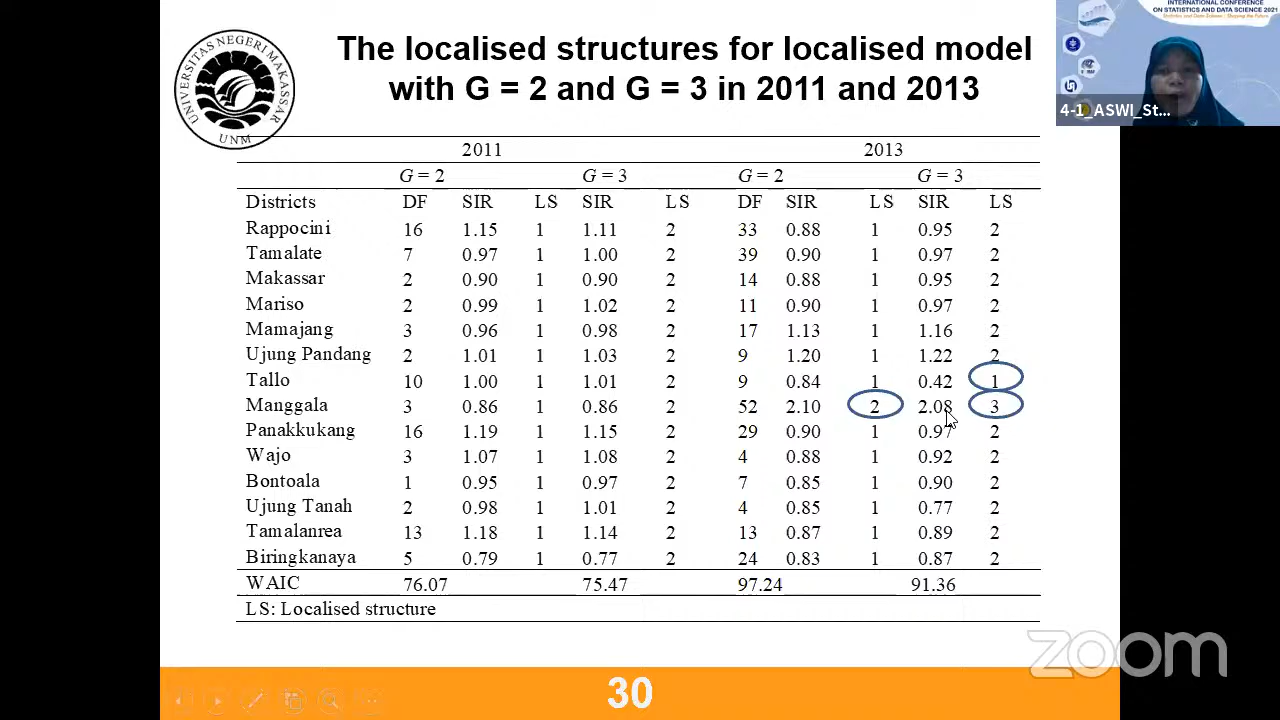 INTERNATIONAL CONFERENCE
ON STATISTICS AND DATA SCIENCE 2021
4-1_ASWI_St...
UNIVERSITAS NEGERI MAKASSAR
UNM
The localised structures for localised model
with G = 2 and G = 3 in 2011 and 2013
2011 2013
G = 2 G = 3 G = 2 G = 3
Districts DF SIR LS SIR LS DF SIR LS SIR LS
Rappocini 16 1.15 1 1.11 2 33 0.88 1 0.95 2
Tamalate 7 0.97 1 1.00 2 39 0.90 1 0.97 2
Makassar 2 0.90 1 0.90 2 14 0.88 1 0.95 2
Mariso 2 0.99 1 1.02 2 11 0.90 1 0.97 2
Mamajang 3 0.96 1 0.98 2 17 1.13 1 1.16 2
Ujung Pandang 2 1.01 1 1.03 2 9 1.20 1 1.22 2
Tallo 10 1.00 1 1.01 2 9 0.84 1 0.42 1
Manggala 3 0.86 1 0.86 2 52 2.10 2 2.08 3
Panakkukang 16 1.19 1 1.15 2 29 0.90 1 0.97 2
Wajo 3 1.07 1 1.08 2 4 0.88 1 0.92 2
Bontoala 1 0.95 1 0.97 2 7 0.85 1 0.90 2
Ujung Tanah 2 0.98 1 1.01 2 4 0.85 1 0.77 2
Tamalanrea 13 1.18 1 1.14 2 13 0.87 1 0.89 2
Biringkanaya 5 0.79 1 0.77 2 24 0.83 1 0.87 2
WAIC 76.07 75.47 97.24 91.36
LS: Localised structure
zoom
30